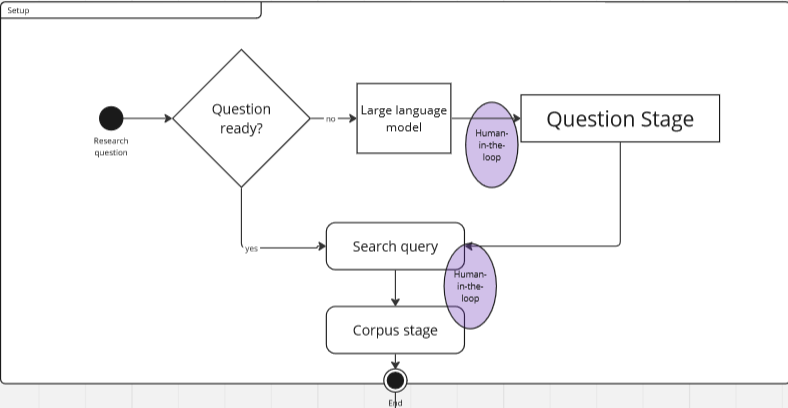 Setup
Question
ready?
no
Large language
model
Question Stage
Human-
in-the-
loop
Research
question
yes
Search query
Human-
in-the-
loop
Corpus stage
End